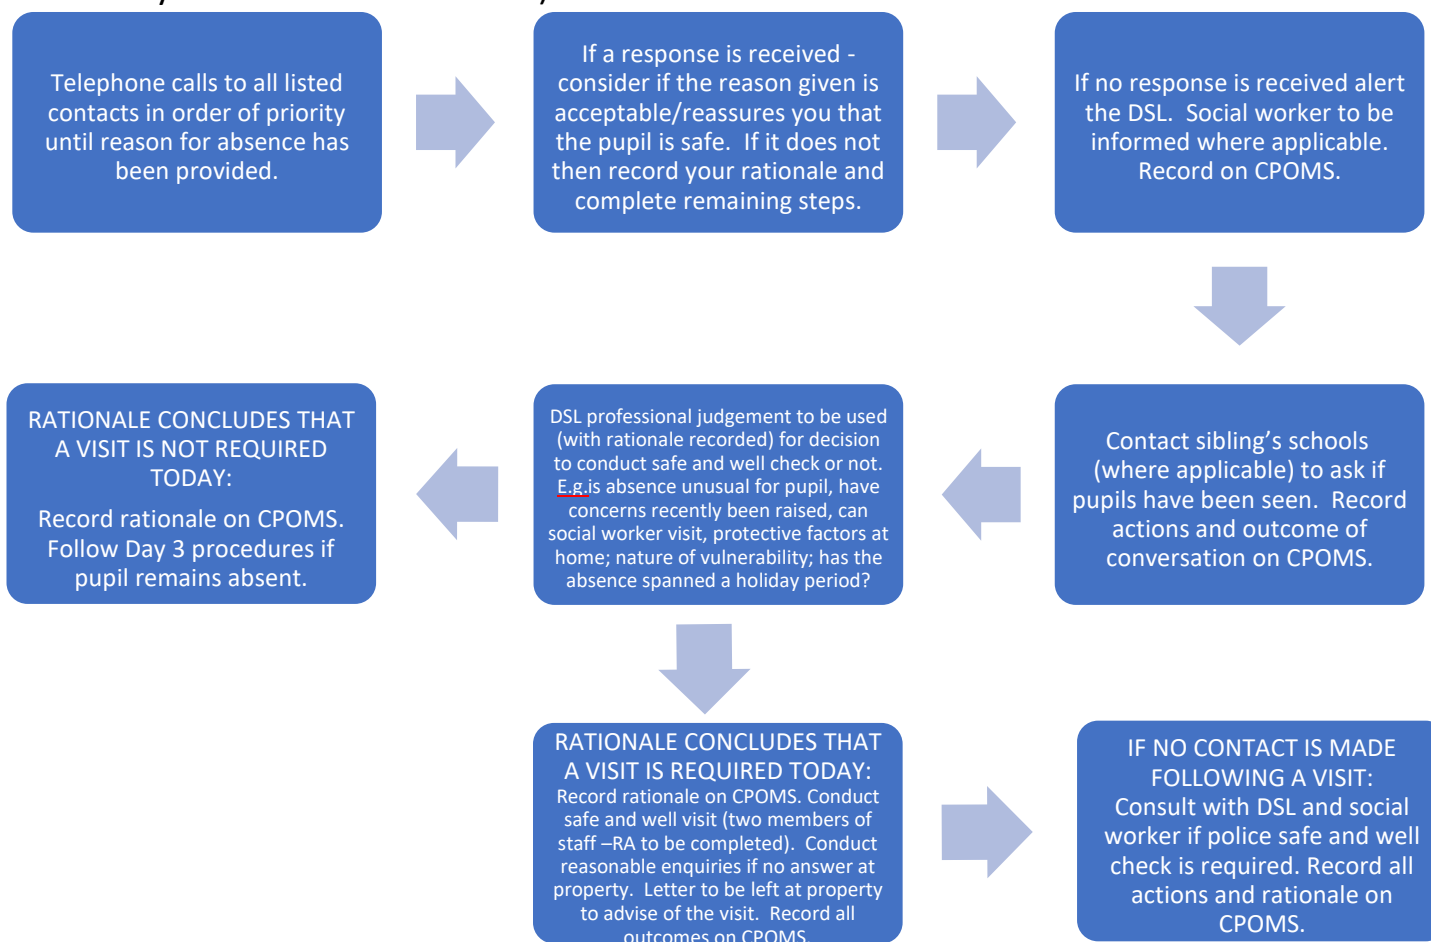 Telephone calls to all listed
contacts in order of priority
until reason for absence has
been provided.
If a response is received -
consider if the reason given is
acceptable/reassures you that
the pupil is safe.  If it does not
then record your rationale and
complete remaining steps.
If no response is received alert
the DSL.  Social worker to be
informed where applicable.
Record on CPOMS.
Contact sibling's schools
(where applicable) to ask if
pupils have been seen.  Record
actions and outcome of
conversation on CPOMS.
DSL professional judgement to be used
(with rationale recorded) for decision
to conduct safe and well check or not.
E.g.is absence unusual for pupil, have
concerns recently been raised, can
social worker visit, protective factors at
home; nature of vulnerability; has the
absence spanned a holiday period?
RATIONALE CONCLUDES THAT
A VISIT IS NOT REQUIRED
TODAY:
Record rationale on CPOMS.
Follow Day 3 procedures if
pupil remains absent.
RATIONALE CONCLUDES THAT
A VISIT IS REQUIRED TODAY:
Record rationale on CPOMS. Conduct
safe and well visit (two members of
staff –RA to be completed).  Conduct
reasonable enquiries if no answer at
property.  Letter to be left at property
to advise of the visit.  Record all
outcomes on CPOMS.
IF NO CONTACT IS MADE
FOLLOWING A VISIT:
Consult with DSL and social
worker if police safe and well
check is required. Record all
actions and rationale on
CPOMS.